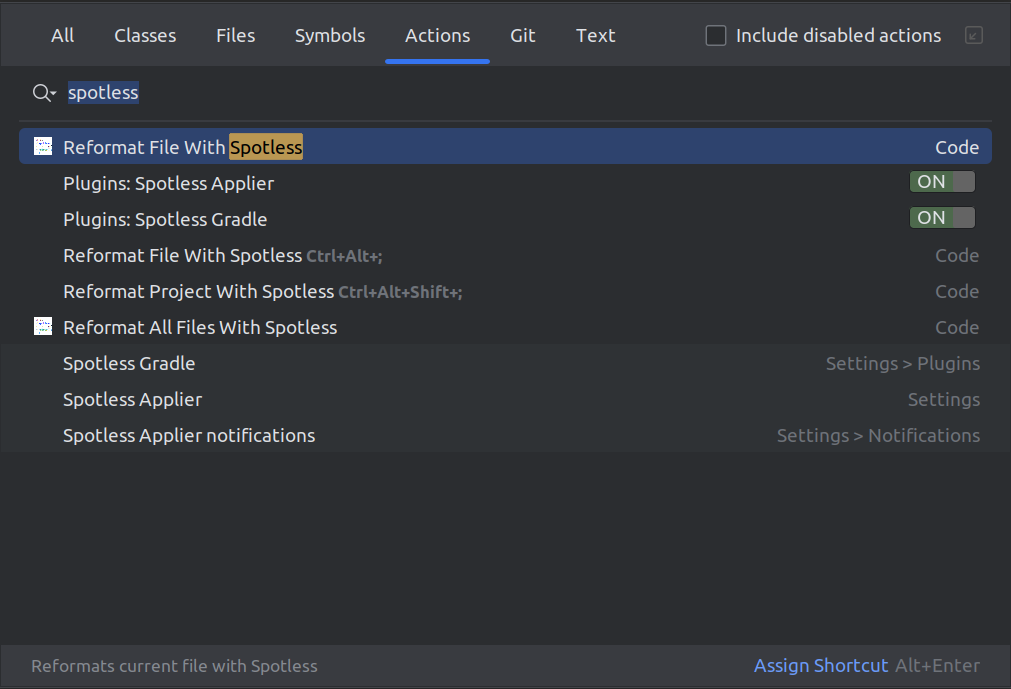 All Classes Files Symbols Actions Git Text Include disabled actions
spotless
Reformat File With Spotless Code
Plugins: Spotless Applier ON
Plugins: Spotless Gradle ON
Reformat File With Spotless Ctrl+Alt+; Code
Reformat Project With Spotless Ctrl+Alt+Shift+; Code
Reformat All Files With Spotless Code
Spotless Gradle Settings > Plugins
Spotless Applier Settings
Spotless Applier notifications Settings > Notifications
Reformats current file with Spotless Assign Shortcut Alt+Enter